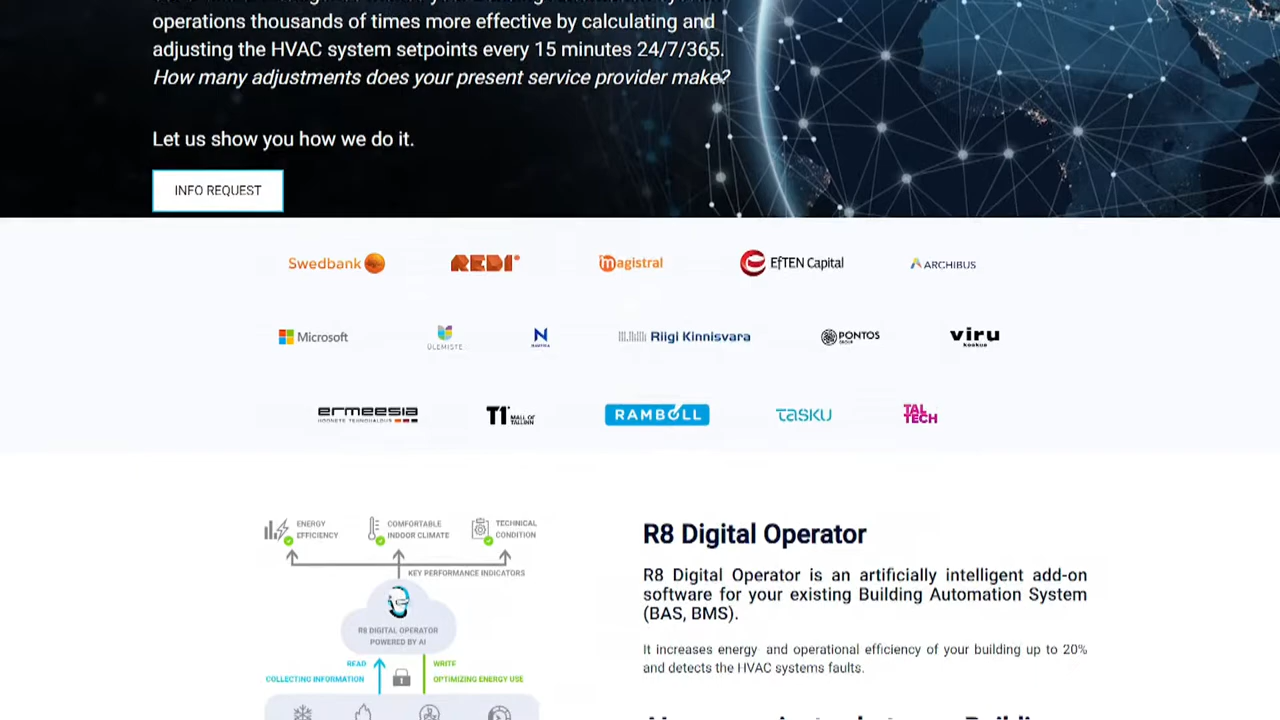 operations thousands of times more effective by calculating and
adjusting the HVAC system setpoints every 15 minutes 24/7/365.
How many adjustments does your present service provider make?
Let us show you how we do it.
INFO REQUEST
Swedbank REDI magistral EfTEN Capital ARCHIBUS
Microsoft ÜLEMISTE N Riigi Kinnisvara PONTOS GROUP viru keskus
ermeesia T1 MALL OF TALLINN RAMBOLL TASKU TAL TECH
ENERGY EFFICIENCY
COMFORTABLE INDOOR CLIMATE
TECHNICAL CONDITION
KEY PERFORMANCE INDICATORS
R8 DIGITAL OPERATOR
POWERED BY AI
READ
COLLECTING INFORMATION
WRITE
OPTIMIZING ENERGY USE
R8 Digital Operator
R8 Digital Operator is an artificially intelligent add-on
software for your existing Building Automation System
(BAS, BMS).
It increases energy and operational efficiency of your building up to 20%
and detects the HVAC systems faults.